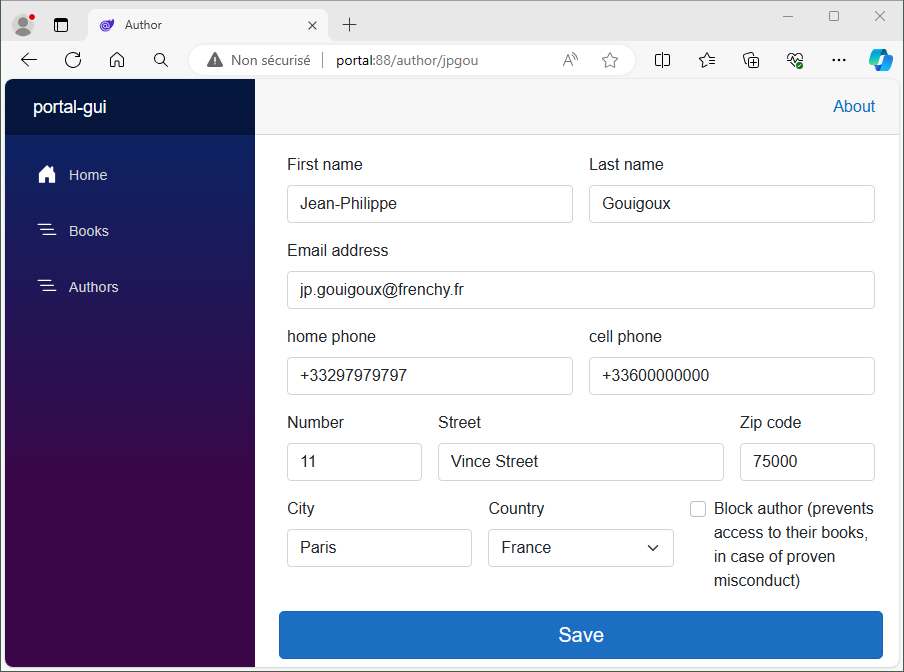 Author
Non sécurisé
portal:88/author/jpgou
portal-gui
About
Home
Books
Authors
First name
Last name
Jean-Philippe
Gouigoux
Email address
jp.gouigoux@frenchy.fr
home phone
cell phone
+33297979797
+33600000000
Number
Street
Zip code
11
Vince Street
75000
City
Country
Paris
France
Block author (prevents
access to their books,
in case of proven
misconduct)
Save